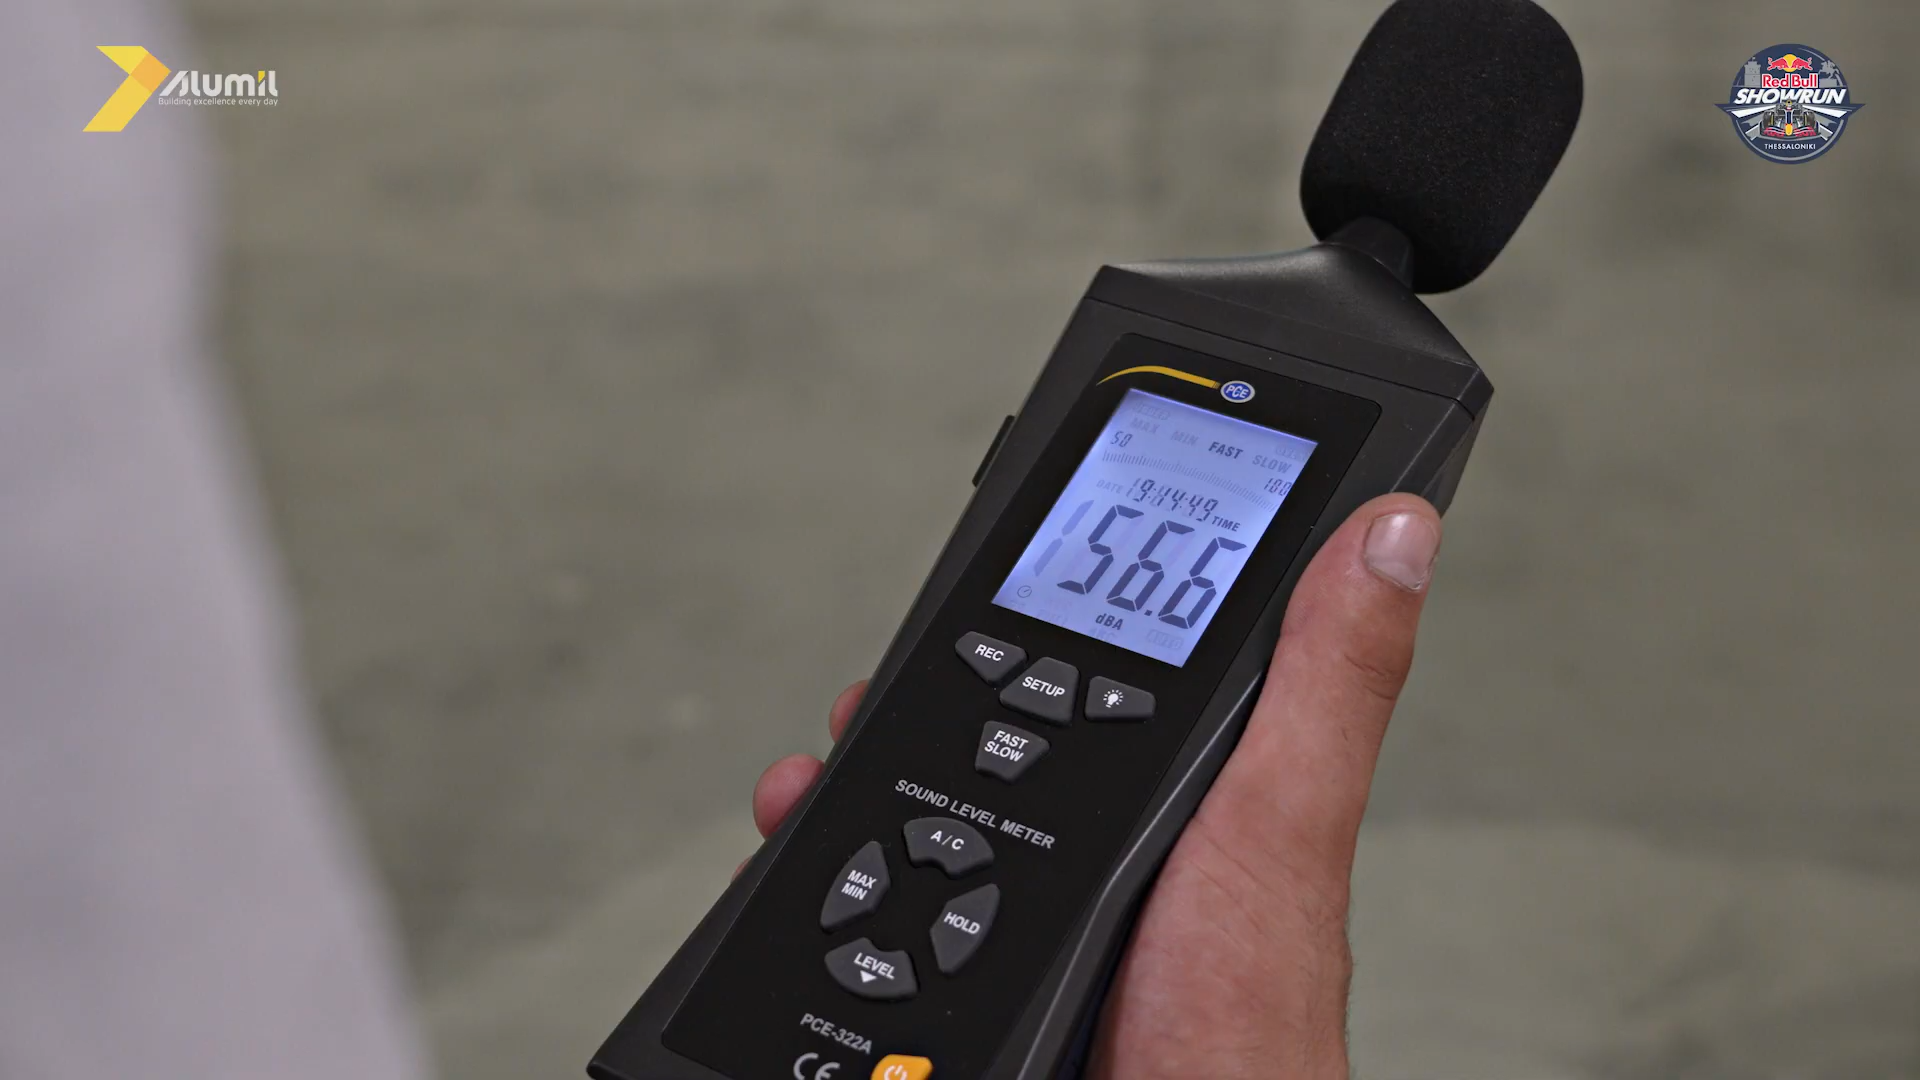 Alumil
Building excellence every day
Red Bull
SHOWRUN
THESSALONIKI
PCE
MAX MIN FAST SLOW
50
100
DATE 19:14:49 TIME
56.6
dBA
REC
SETUP
FAST
SLOW
SOUND LEVEL METER
A / C
MAX
MIN
HOLD
LEVEL
PCE-322A
CE